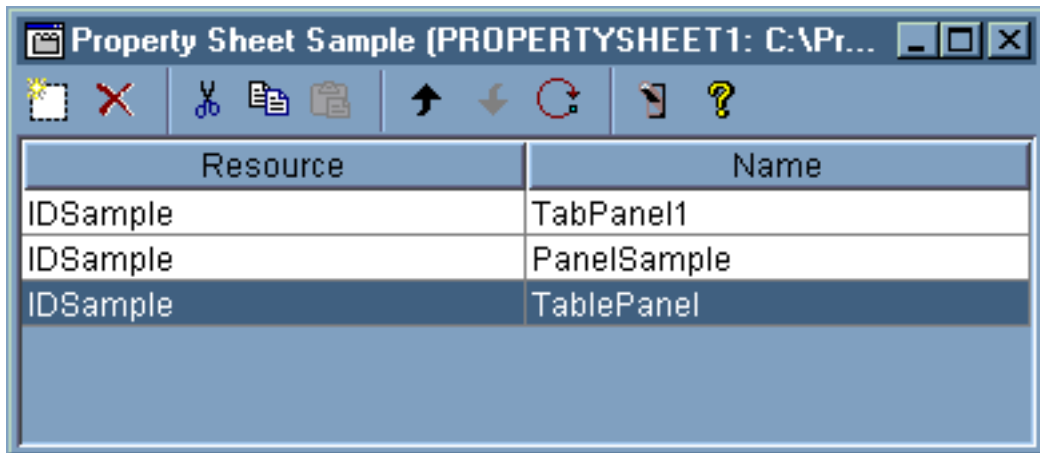 Property Sheet Sample (PROPERTYSHEET1: C:\Pr...
Resource Name
IDSample TabPanel1
IDSample PanelSample
IDSample TablePanel